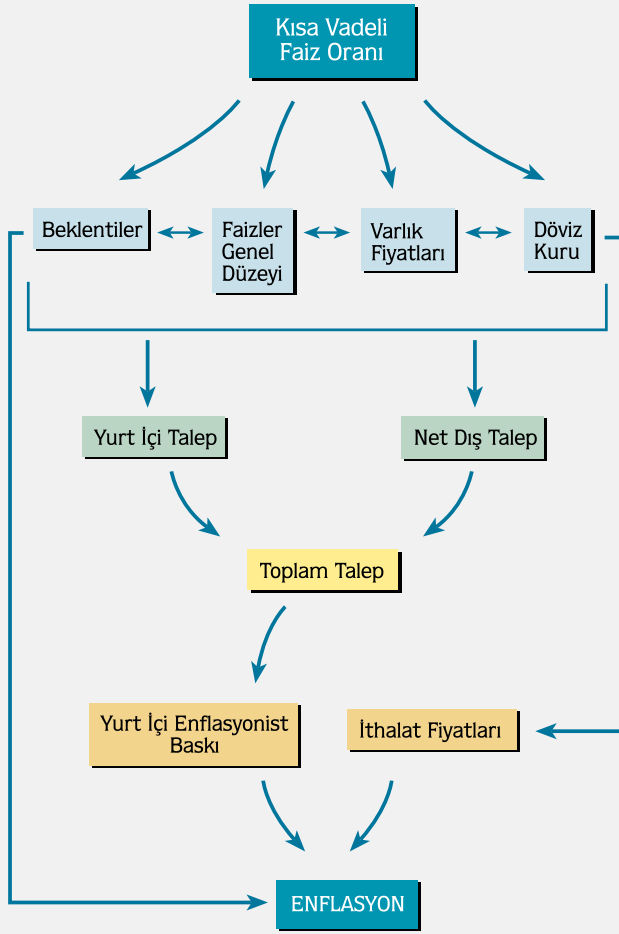 Kısa Vadeli
Faiz Oranı
Beklentiler
Faizler
Genel
Düzeyi
Varlık
Fiyatları
Döviz
Kuru
Yurt İçi Talep
Net Dış Talep
Toplam Talep
Yurt İçi Enflasyonist
Baskı
İthalat Fiyatları
ENFLASYON